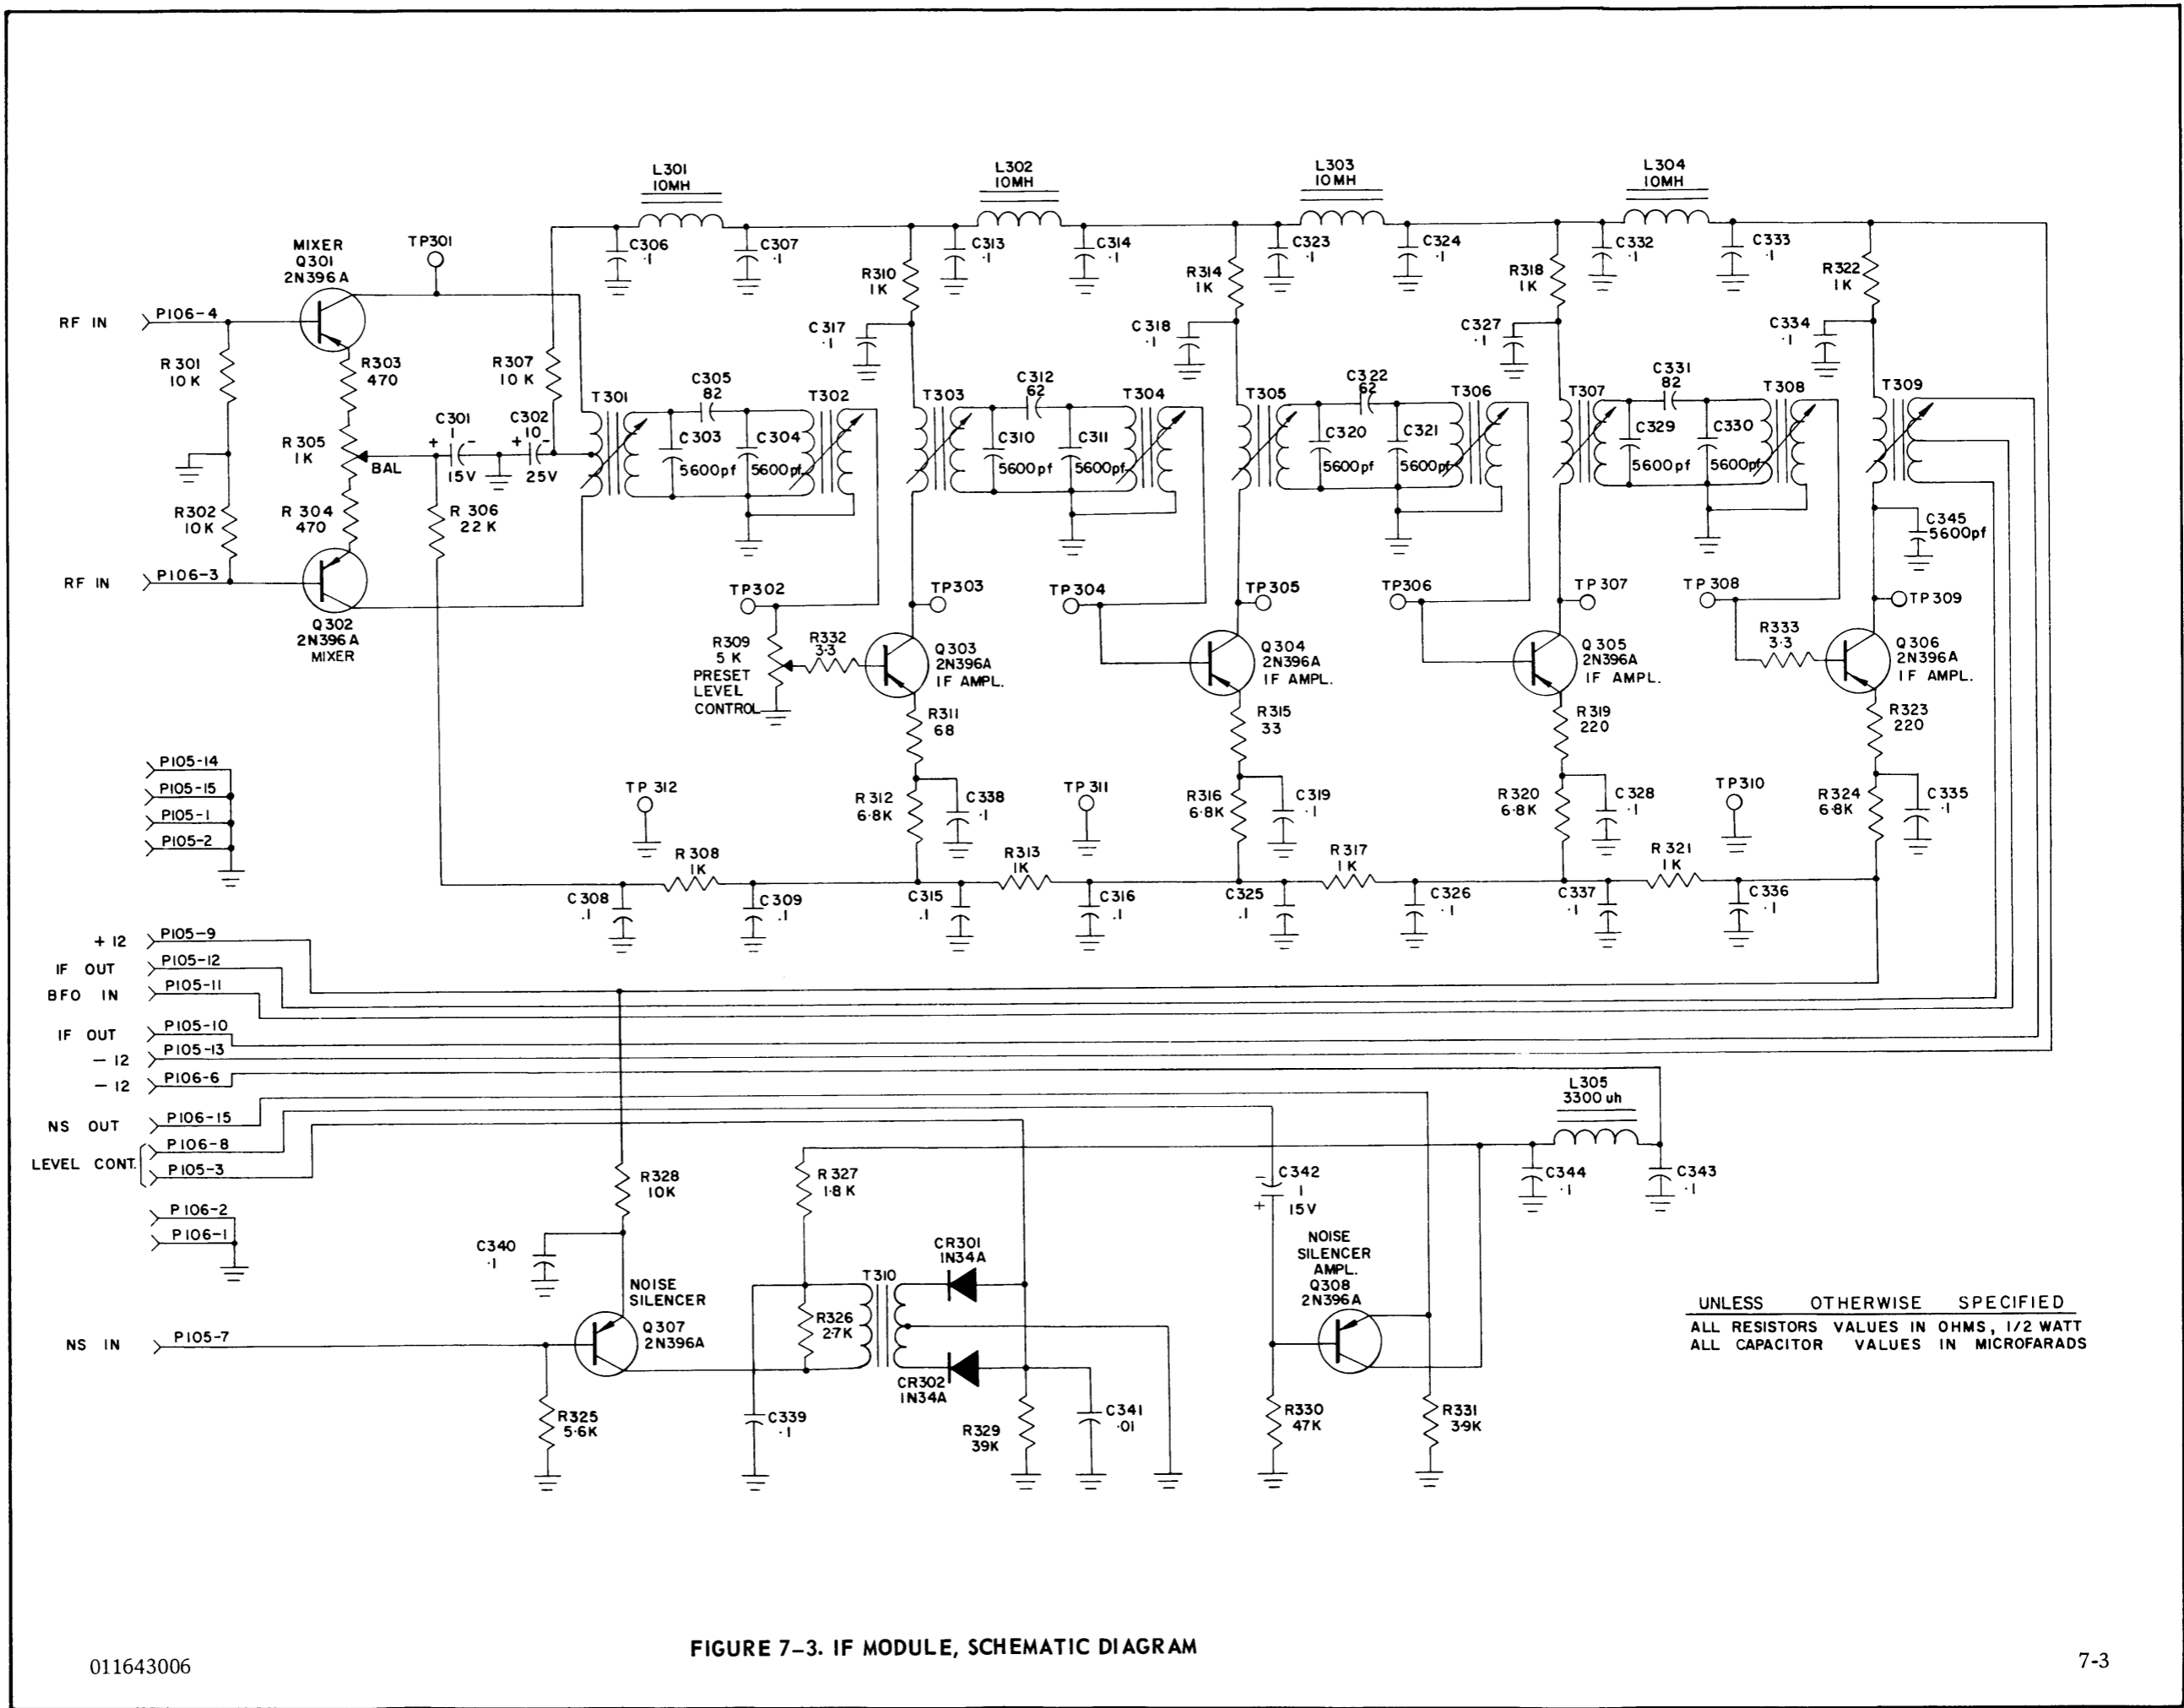 L301
10MH
L302
10MH
L303
10MH
L304
10MH
MIXER
Q301
2N396A
TP301
C306
.1
C307
.1
C313
.1
C314
.1
C323
.1
C324
.1
C332
.1
C333
.1
R310
1K
R314
1K
R318
1K
R322
1K
RF IN
P106-4
C317
.1
C318
.1
C327
.1
C334
.1
R301
10K
R303
470
R307
10K
T301
C305
82
T302
T303
C312
62
T304
T305
C322
62
T306
T307
C331
82
T308
T309
R305
1K
BAL
+
C301
1
-
15V
+
C302
10
-
25V
C303
5600pf
C304
5600pf
C310
5600pf
C311
5600pf
C320
5600pf
C321
5600pf
C329
5600pf
C330
5600pf
R302
10K
R304
470
R306
22K
C345
5600pf
RF IN
P106-3
Q302
2N396A
MIXER
TP302
TP303
TP304
TP305
TP306
TP307
TP308
TP309
R309
5K
PRESET
LEVEL
CONTROL
R332
3.3
Q303
2N396A
IF AMPL.
Q304
2N396A
IF AMPL.
Q305
2N396A
IF AMPL.
R333
3.3
Q306
2N396A
IF AMPL.
R311
68
R315
33
R319
220
R323
220
P105-14
P105-15
P105-1
P105-2
TP312
R312
6.8K
C338
.1
TP311
R316
6.8K
C319
.1
R320
6.8K
C328
.1
TP310
R324
6.8K
C335
.1
R308
1K
R313
1K
R317
1K
R321
1K
C308
.1
C309
.1
C315
.1
C316
.1
C325
.1
C326
.1
C337
.1
C336
.1
+12 P105-9
IF OUT P105-12
BFO IN P105-11
IF OUT P105-10
-12 P105-13
-12 P106-6
NS OUT P106-15
P106-8
LEVEL CONT.
P105-3
P106-2
P106-1
L305
3300 uh
C344
.1
C343
.1
R328
10K
R327
1.8K
-
C342
1
15V
+
C340
.1
NOISE
SILENCER
Q307
2N396A
CR301
1N34A
T310
R326
2.7K
CR302
1N34A
NOISE
SILENCER
AMPL.
Q308
2N396A
NS IN P105-7
R325
5.6K
C339
.1
R329
39K
C341
.01
R330
47K
R331
3.9K
UNLESS OTHERWISE SPECIFIED
ALL RESISTORS VALUES IN OHMS, 1/2 WATT
ALL CAPACITOR VALUES IN MICROFARADS
FIGURE 7-3. IF MODULE, SCHEMATIC DIAGRAM
011643006
7-3